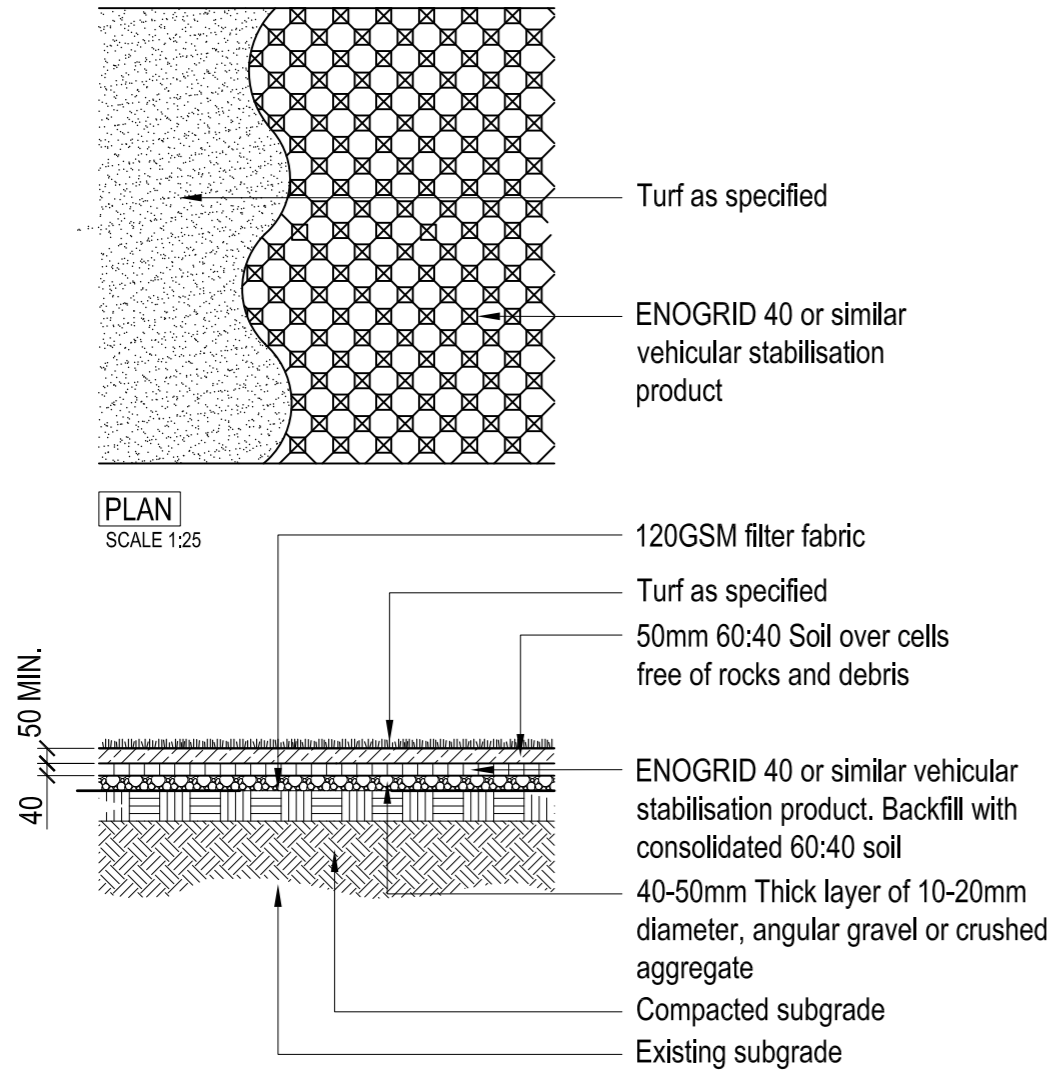 Turf as specified
ENOGRID 40 or similar
vehicular stabilisation
product
PLAN
SCALE 1:25
120GSM filter fabric
Turf as specified
50mm 60:40 Soil over cells
free of rocks and debris
50 MIN.
40
ENOGRID 40 or similar vehicular
stabilisation product. Backfill with
consolidated 60:40 soil
40-50mm Thick layer of 10-20mm
diameter, angular gravel or crushed
aggregate
Compacted subgrade
Existing subgrade